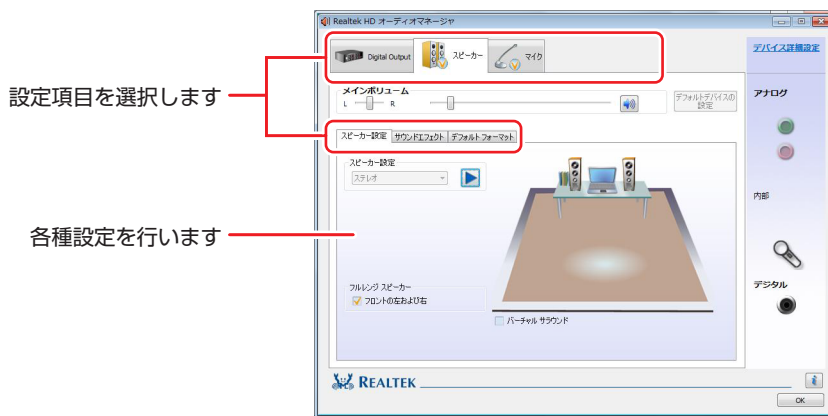 Realtek HD オーディオマネージャ
Digital Output
スピーカー
マイク
デバイス詳細設定
設定項目を選択します
メインボリューム
L
R
デフォルトデバイスの
設定
アナログ
スピーカー設定
サウンドエフェクト
デフォルトフォーマット
スピーカー設定
ステレオ
内部
各種設定を行います
フルレンジ スピーカー
フロントの左および右
バーチャル サラウンド
デジタル
REALTEK
i
OK